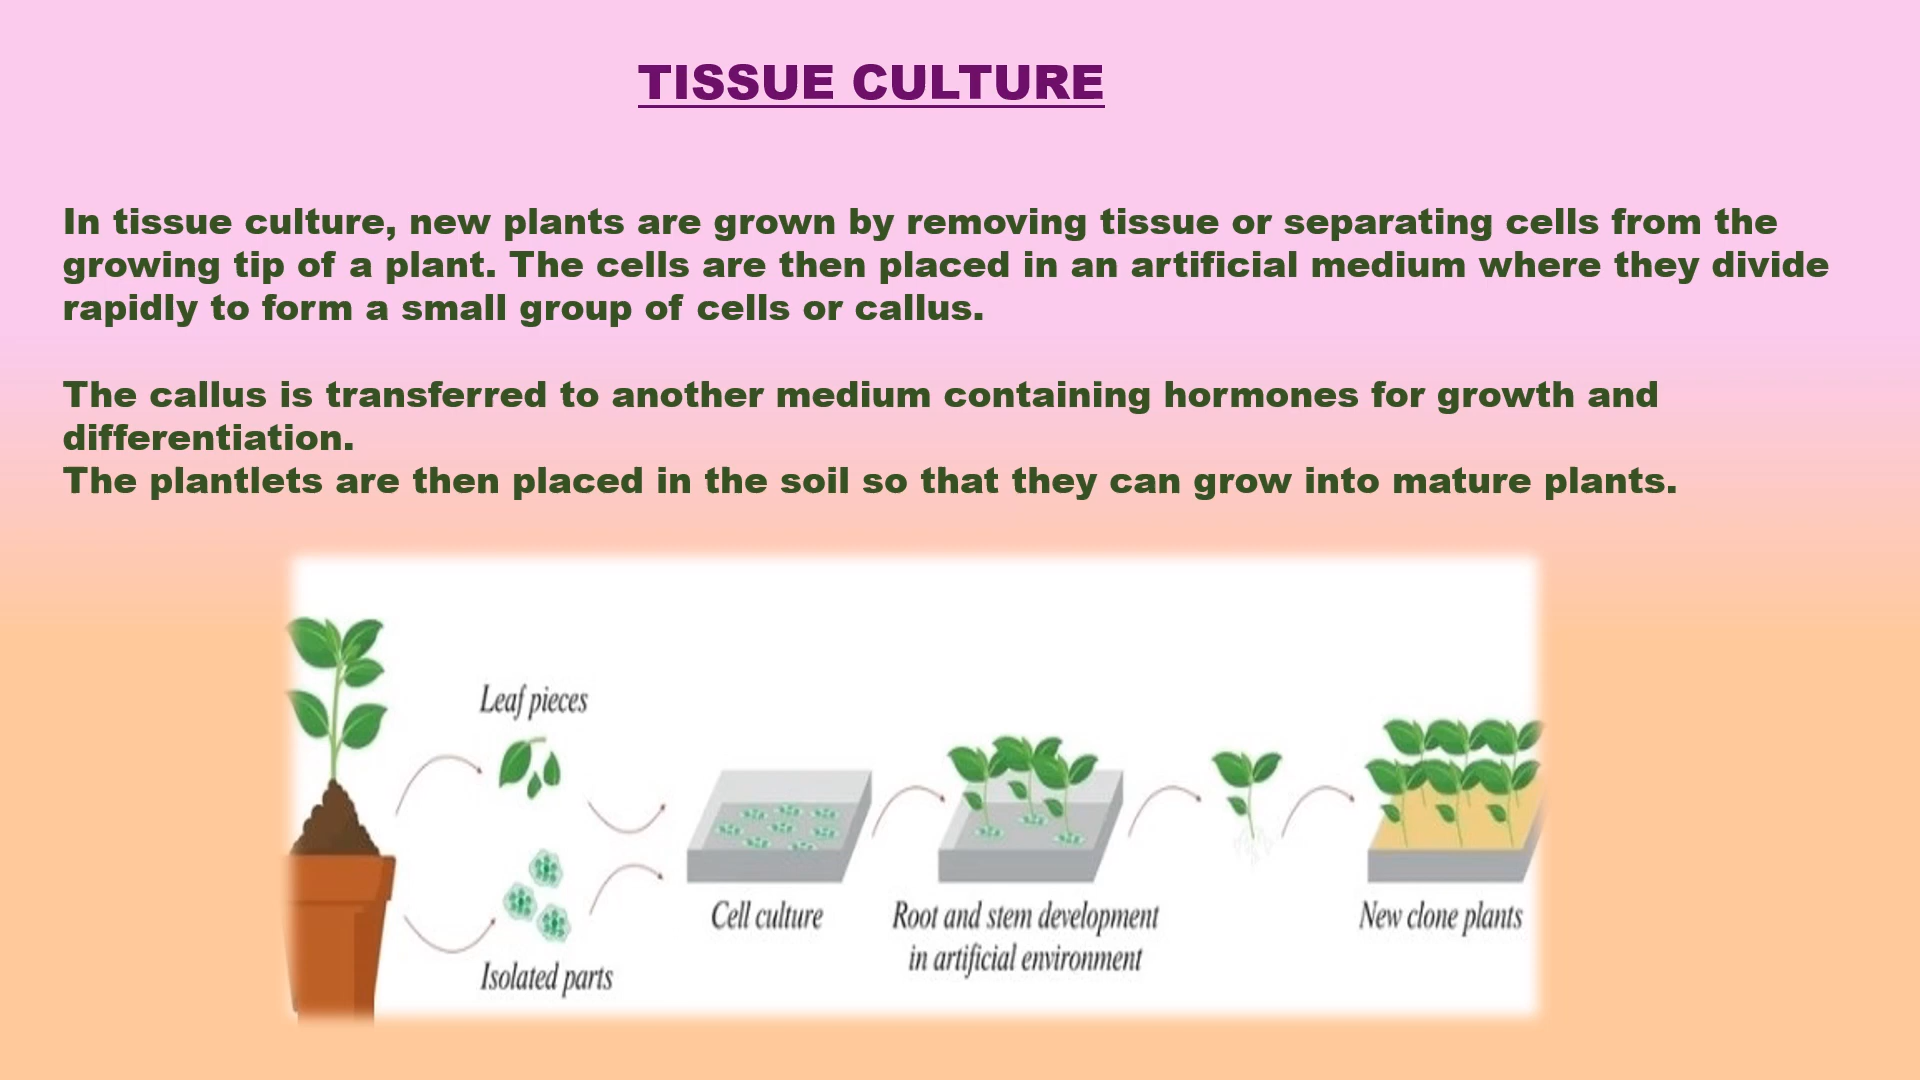 TISSUE CULTURE
In tissue culture, new plants are grown by removing tissue or separating cells from the
growing tip of a plant. The cells are then placed in an artificial medium where they divide
rapidly to form a small group of cells or callus.
The callus is transferred to another medium containing hormones for growth and
differentiation.
The plantlets are then placed in the soil so that they can grow into mature plants.
Leaf pieces
Isolated parts
Cell culture
Root and stem development
in artificial environment
New clone plants